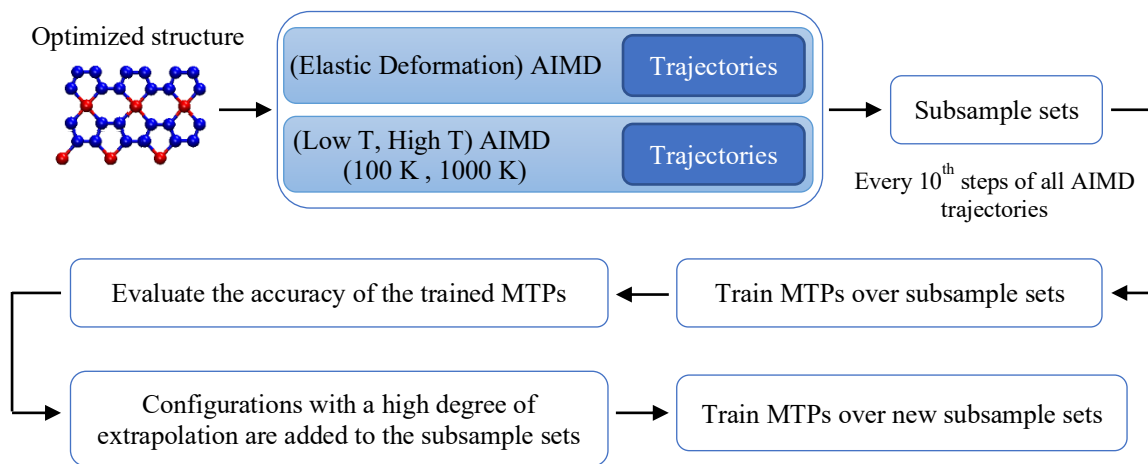 Optimized structure
(Elastic Deformation) AIMD
Trajectories
(Low T, High T) AIMD
(100 K , 1000 K)
Trajectories
Subsample sets
Every 10th steps of all AIMD
trajectories
Train MTPs over subsample sets
Evaluate the accuracy of the trained MTPs
Configurations with a high degree of
extrapolation are added to the subsample sets
Train MTPs over new subsample sets